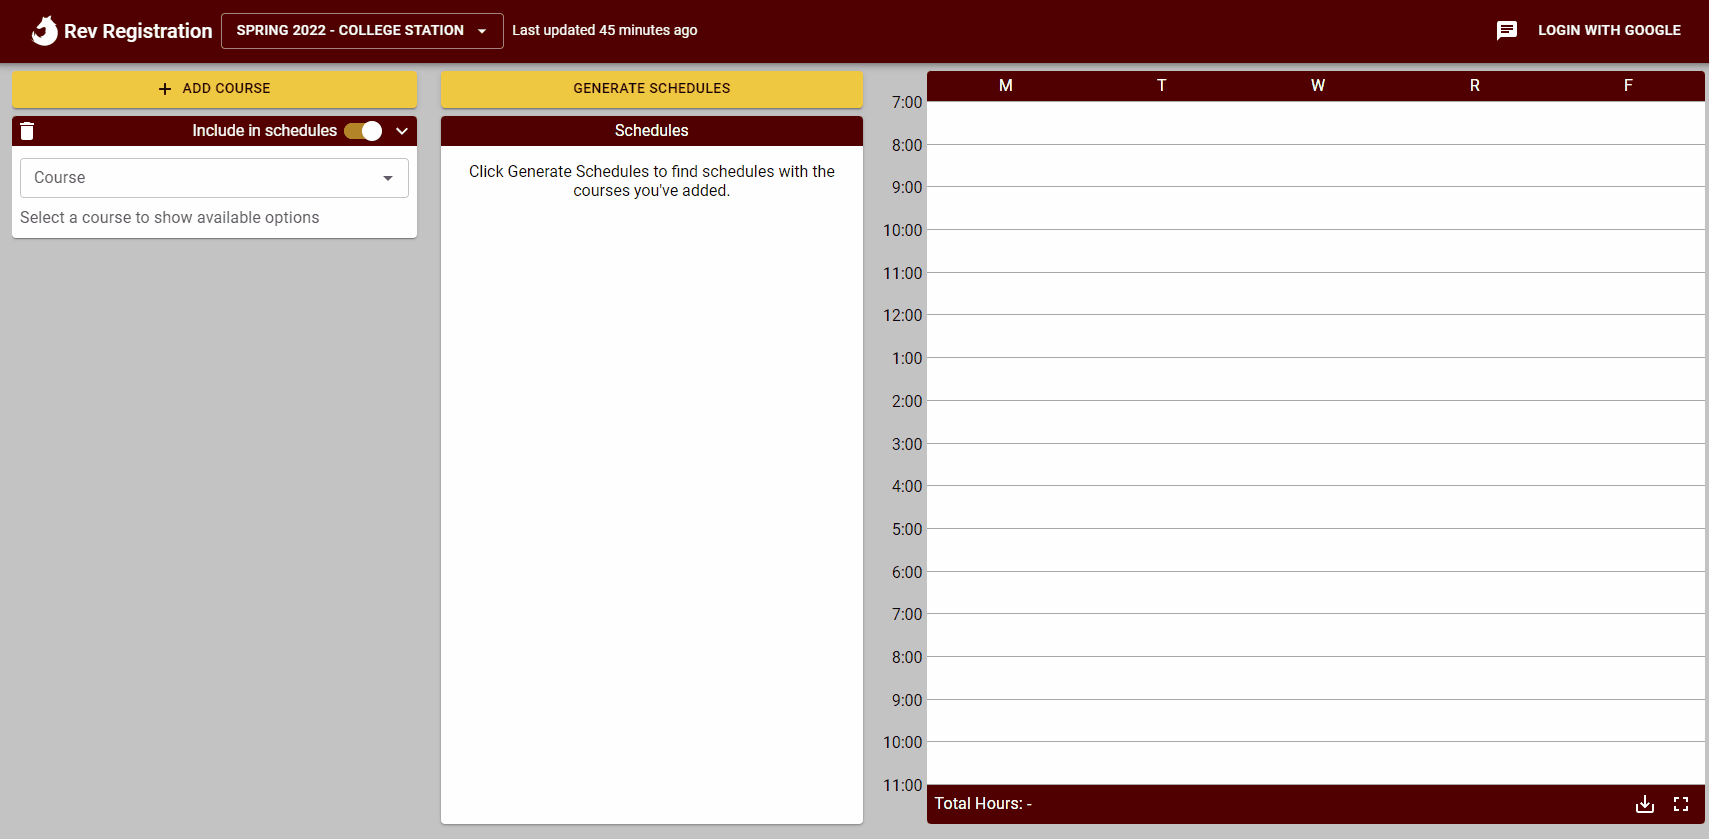 Rev Registration
SPRING 2022 - COLLEGE STATION
Last updated 45 minutes ago
LOGIN WITH GOOGLE
+ ADD COURSE
Include in schedules
Course
Select a course to show available options
GENERATE SCHEDULES
Schedules
Click Generate Schedules to find schedules with the
courses you've added.
M T W R F
7:00
8:00
9:00
10:00
11:00
12:00
1:00
2:00
3:00
4:00
5:00
6:00
7:00
8:00
9:00
10:00
11:00
Total Hours: -